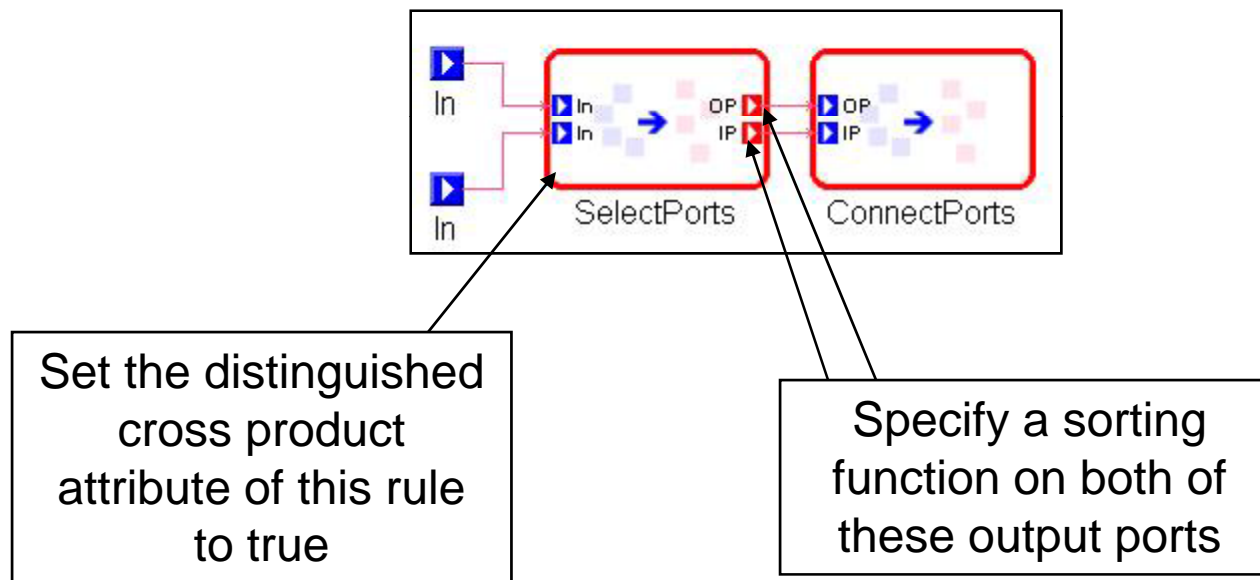 In
In
In
In
OP
IP
OP
IP
SelectPorts
ConnectPorts
Set the distinguished
cross product
attribute of this rule
to true
Specify a sorting
function on both of
these output ports